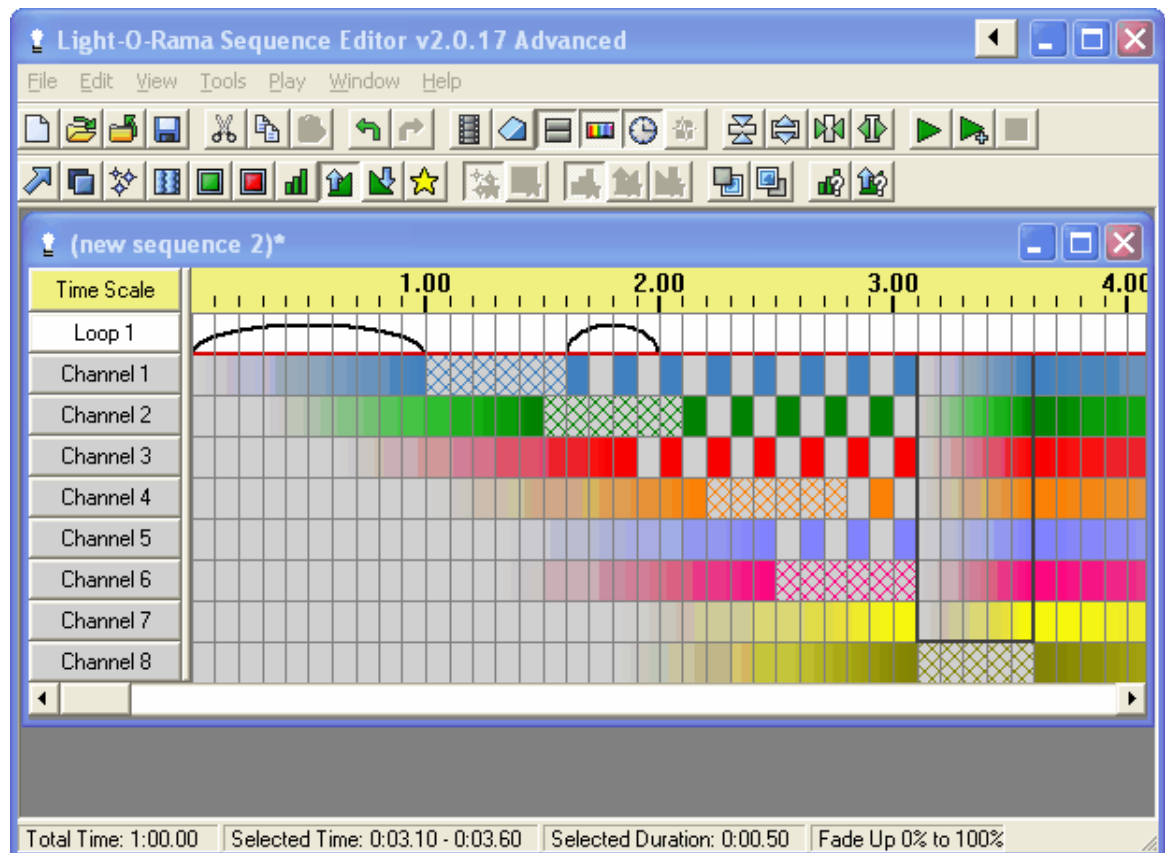 Light-O-Rama Sequence Editor v2.0.17 Advanced
File Edit View Tools Play Window Help
(new sequence 2)*
Time Scale 1.00 2.00 3.00 4.00
Loop 1
Channel 1
Channel 2
Channel 3
Channel 4
Channel 5
Channel 6
Channel 7
Channel 8
Total Time: 1:00.00 Selected Time: 0:03.10 - 0:03.60 Selected Duration: 0:00.50 Fade Up 0% to 100%